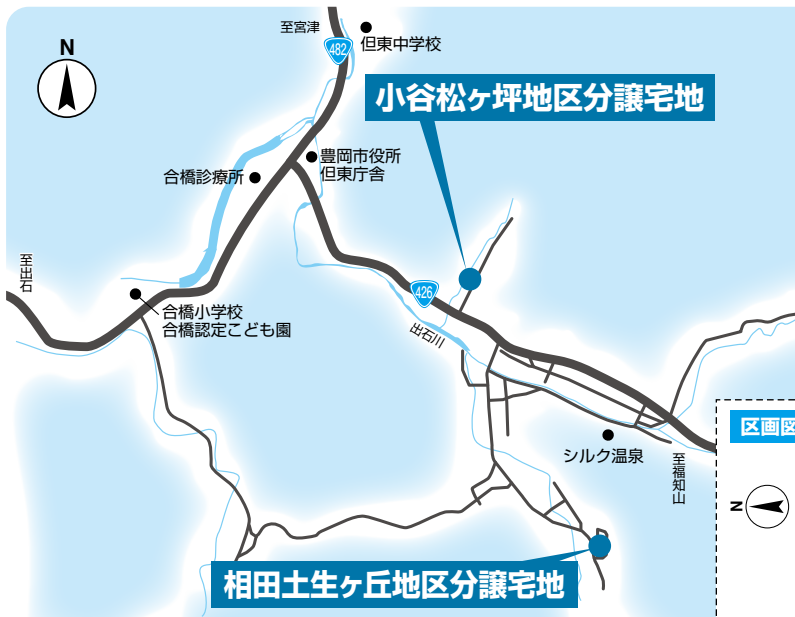 至宮津
N
482
但東中学校
小谷松ヶ坪地区分譲宅地
豊岡市役所
但東庁舎
合橋診療所
至出石
426
合橋小学校
合橋認定こども園
出石川
区画図
シルク温泉
至福知山
N
相田土生ヶ丘地区分譲宅地